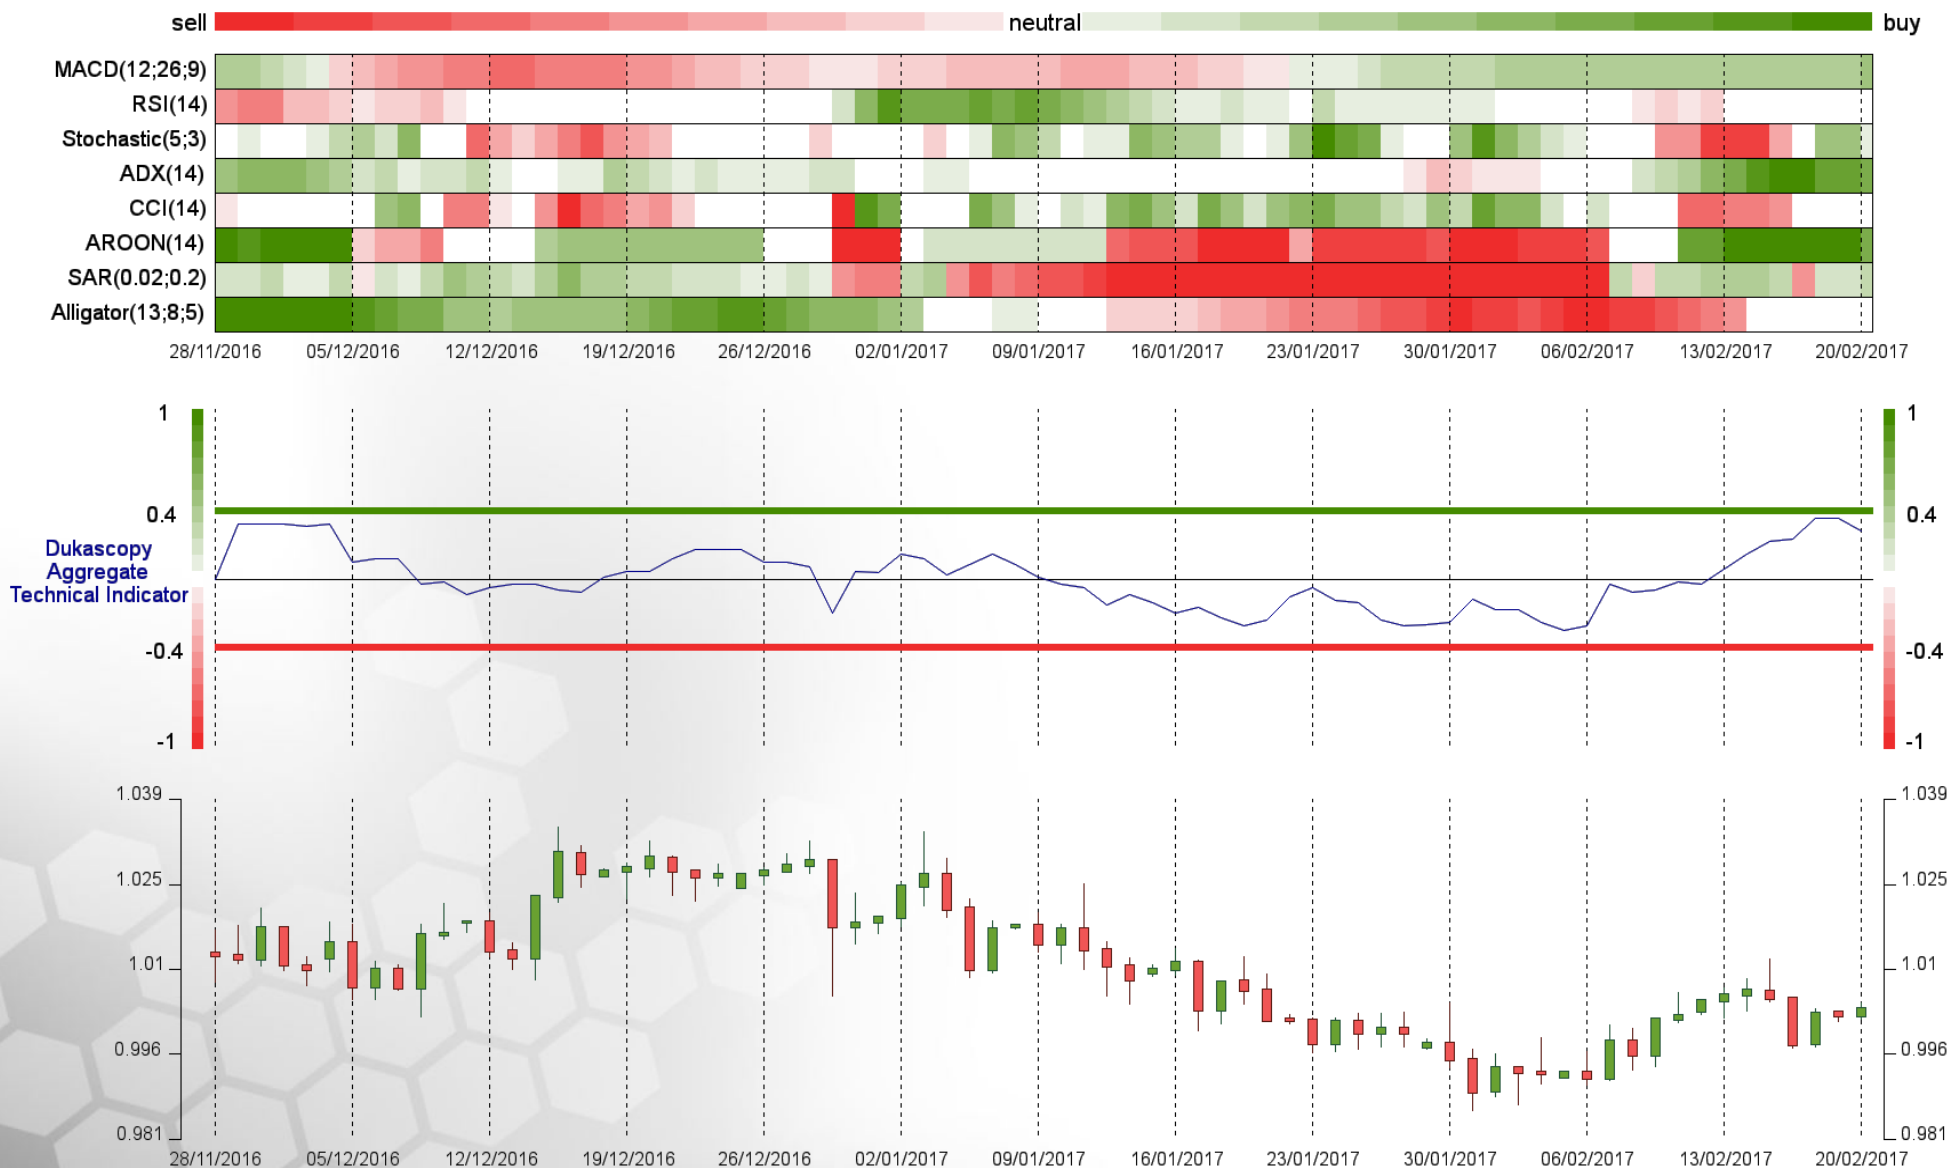 sell neutral buy
MACD(12;26;9)
RSI(14)
Stochastic(5;3)
ADX(14)
CCI(14)
AROON(14)
SAR(0.02;0.2)
Alligator(13;8;5)
28/11/2016 05/12/2016 12/12/2016 19/12/2016 26/12/2016 02/01/2017 09/01/2017 16/01/2017 23/01/2017 30/01/2017 06/02/2017 13/02/2017 20/02/2017
1 1
0.4 0.4
Dukascopy
Aggregate
Technical Indicator
-0.4 -0.4
-1 -1
1.039 1.039
1.025 1.025
1.01 1.01
0.996 0.996
0.981 0.981
28/11/2016 05/12/2016 12/12/2016 19/12/2016 26/12/2016 02/01/2017 09/01/2017 16/01/2017 23/01/2017 30/01/2017 06/02/2017 13/02/2017 20/02/2017